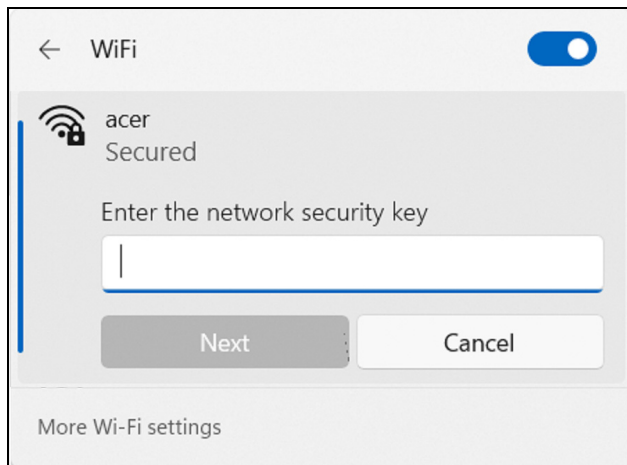 WiFi
acer
Secured
Enter the network security key
Next
Cancel
More Wi-Fi settings